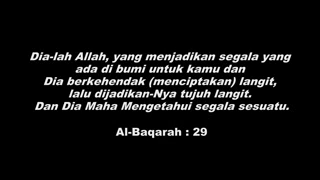 Dia-lah Allah, yang menjadikan segala yang
ada di bumi untuk kamu dan
Dia berkehendak (menciptakan) langit,
lalu dijadikan-Nya tujuh langit.
Dan Dia Maha Mengetahui segala sesuatu.
Al-Baqarah : 29